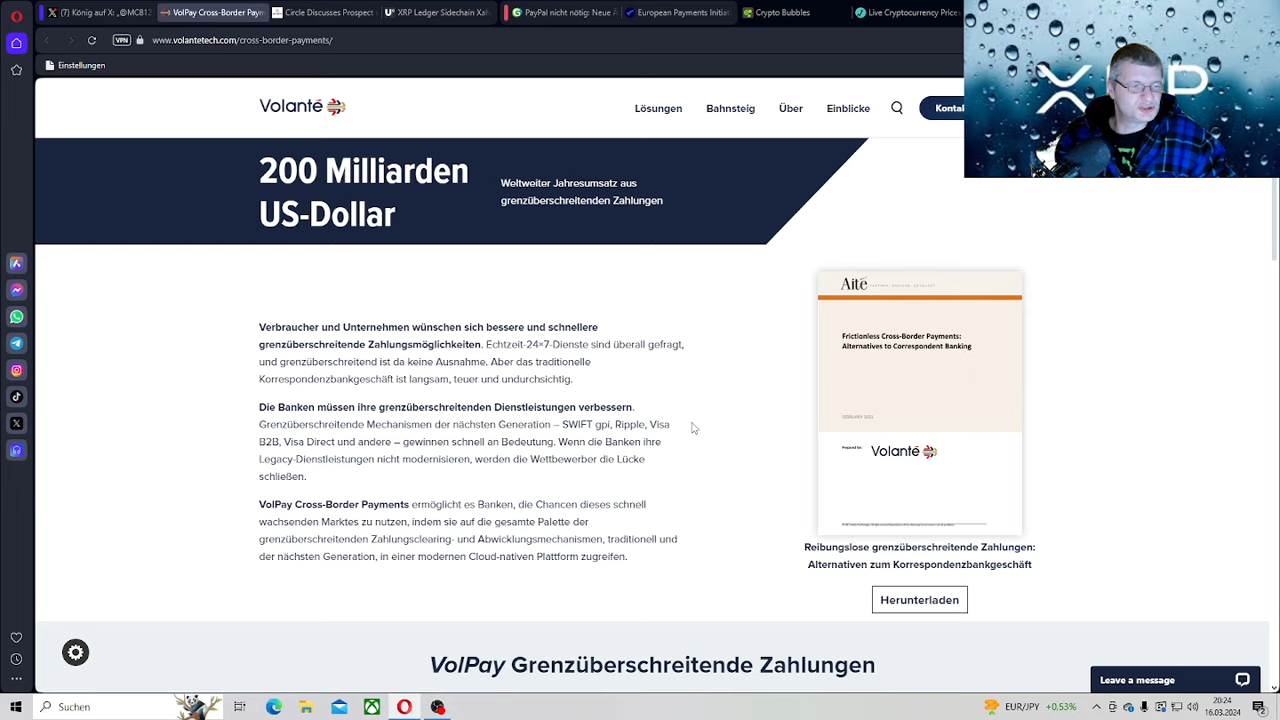 König auf X: „@MCB12
VolPay Cross-Border Paym
Circle Discusses Prospect
XRP Ledger Sidechain Xah
PayPal nicht nötig: Neue A
European Payments Initiat
Crypto Bubbles
Live Cryptocurrency Price
VPN
www.volantetech.com/cross-border-payments/
Einstellungen
Volante
Lösungen
Bahnsteig
Über
Einblicke
Kontak
200 Milliarden
US-Dollar
Weltweiter Jahresumsatz aus
grenzüberschreitenden Zahlungen
Verbraucher und Unternehmen wünschen sich bessere und schnellere
grenzüberschreitende Zahlungsmöglichkeiten. Echtzeit-24×7-Dienste sind überall gefragt,
und grenzüberschreitend ist da keine Ausnahme. Aber das traditionelle
Korrespondenzbankgeschäft ist langsam, teuer und undurchsichtig.
Die Banken müssen ihre grenzüberschreitenden Dienstleistungen verbessern.
Grenzüberschreitende Mechanismen der nächsten Generation – SWIFT gpi, Ripple, Visa
B2B, Visa Direct und andere – gewinnen schnell an Bedeutung. Wenn die Banken ihre
Legacy-Dienstleistungen nicht modernisieren, werden die Wettbewerber die Lücke
schließen.
VolPay Cross-Border Payments ermöglicht es Banken, die Chancen dieses schnell
wachsenden Marktes zu nutzen, indem sie auf die gesamte Palette der
grenzüberschreitenden Zahlungsclearing- und Abwicklungsmechanismen, traditionell und
der nächsten Generation, in einer modernen Cloud-nativen Plattform zugreifen.
Aite
Frictionless Cross-Border Payments:
Alternatives to Correspondent Banking
Prepared for:
Volante
Reibungslose grenzüberschreitende Zahlungen:
Alternativen zum Korrespondenzbankgeschäft
Herunterladen
VolPay Grenzüberschreitende Zahlungen
Leave a message
Suchen
EUR/JPY +0,53%
20:24
16.03.2024